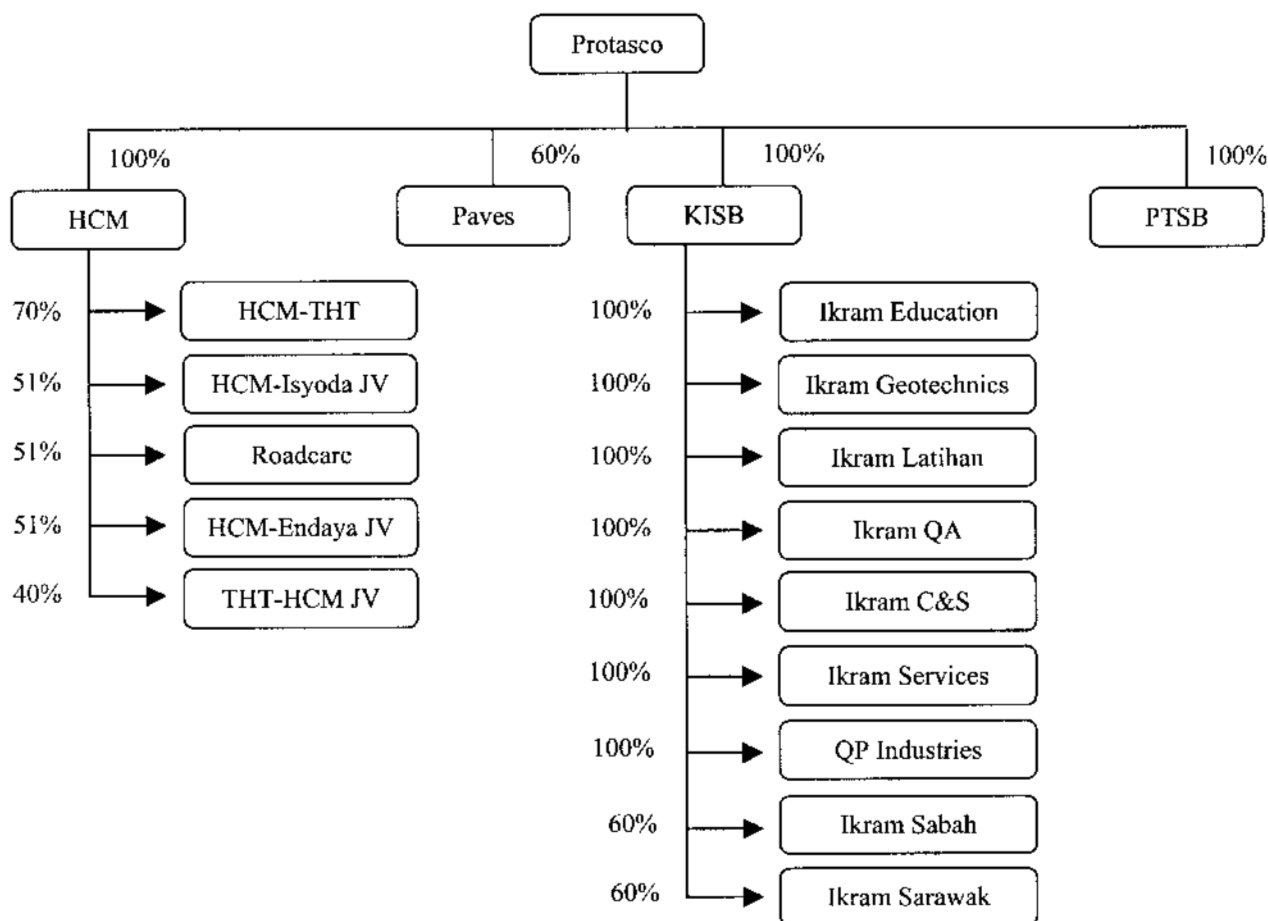 Protasco
100% 60% 100% 100%
HCM Paves KISB PTSB
70% HCM-THT 100% Ikram Education
51% HCM-Isyoda JV 100% Ikram Geotechnics
51% Roadcare 100% Ikram Latihan
51% HCM-Endaya JV 100% Ikram QA
40% THT-HCM JV 100% Ikram C&S
100% Ikram Services
100% QP Industries
60% Ikram Sabah
60% Ikram Sarawak